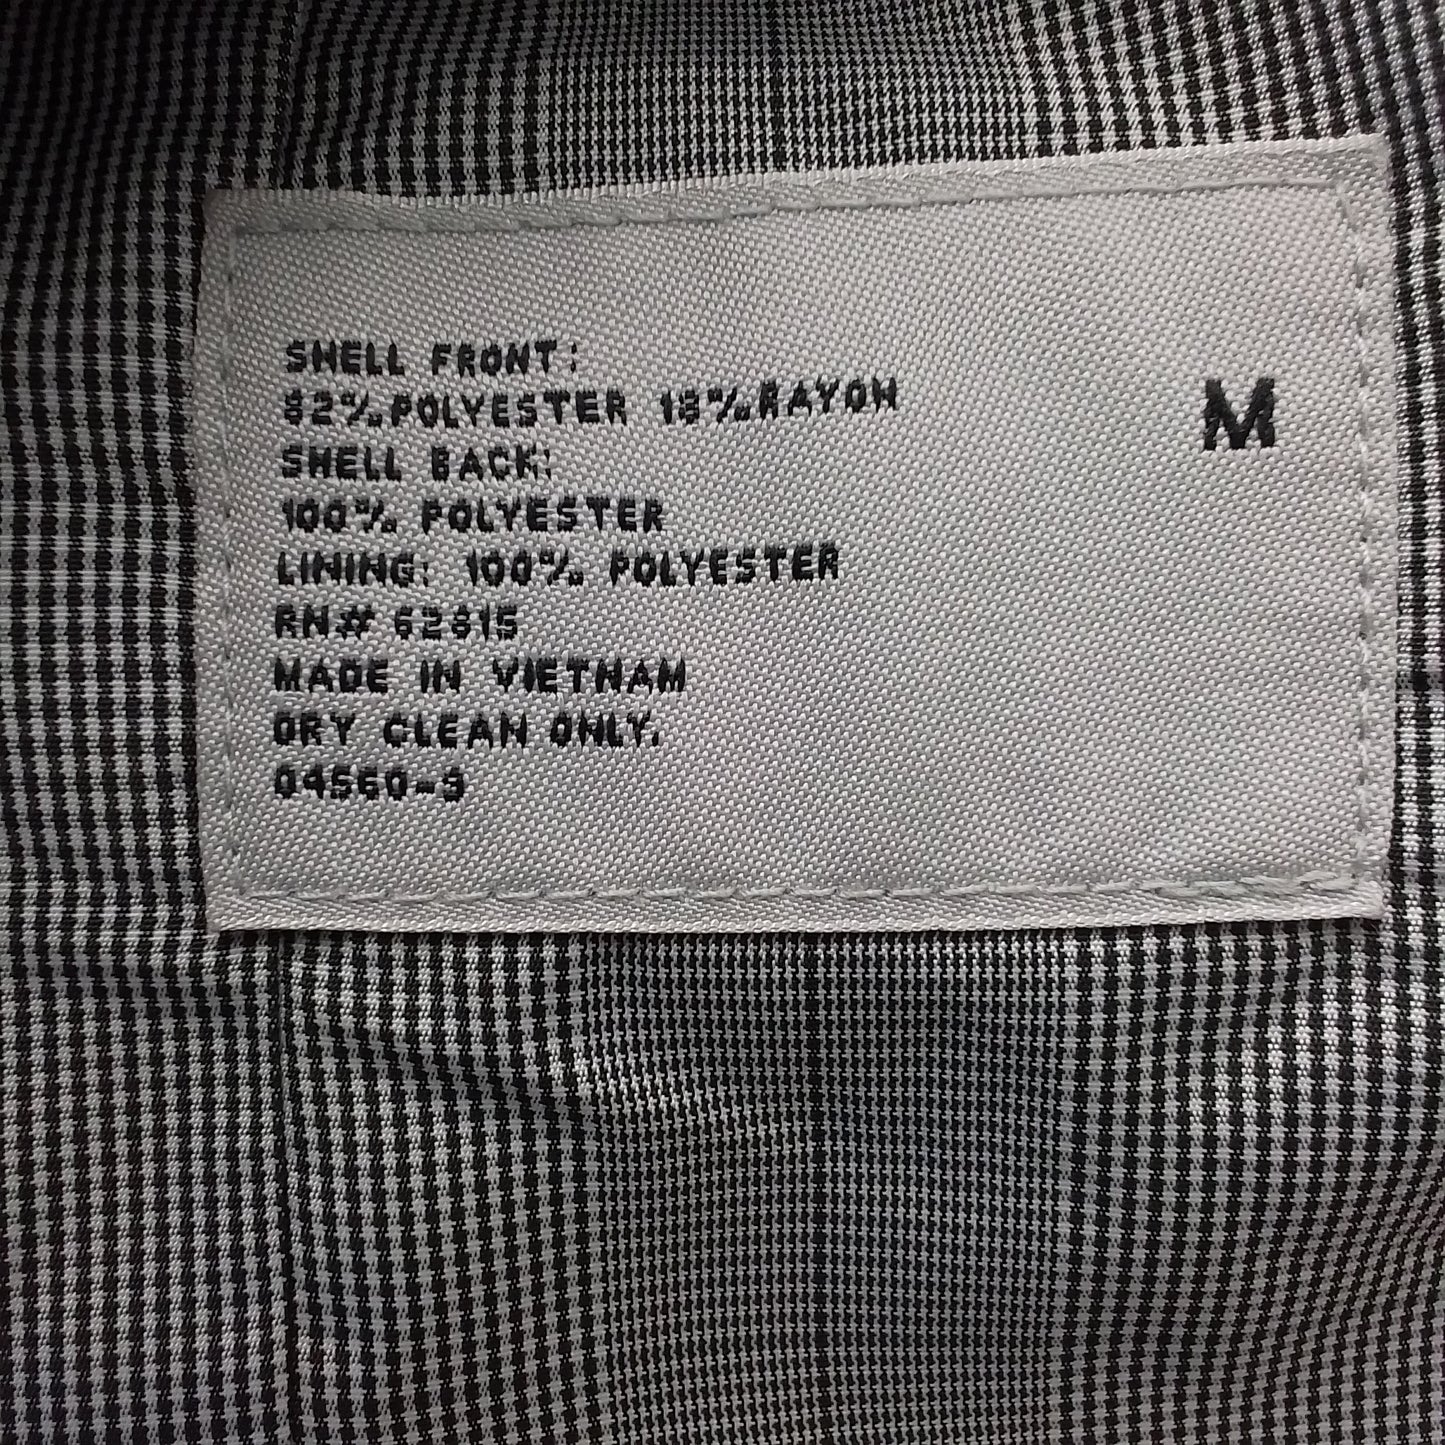 SHELL FRONT:
82% POLYESTER 18% RAYON
M
SHELL BACK:
100% POLYESTER
LINING: 100% POLYESTER
RN# 62815
MADE IN VIETNAM
DRY CLEAN ONLY.
04560-9